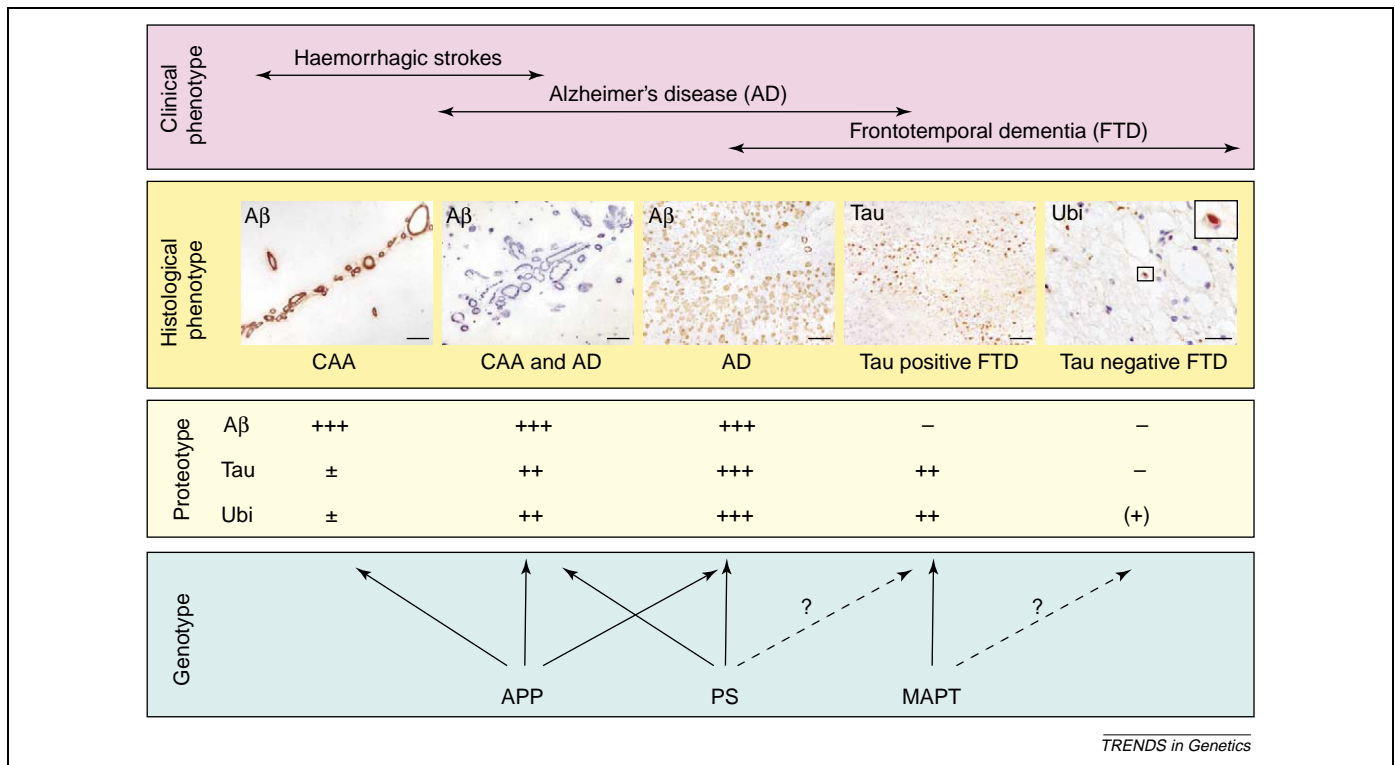 Clinical
phenotype
Haemorrhagic strokes
Alzheimer's disease (AD)
Frontotemporal dementia (FTD)
Histological
phenotype
Aβ
Aβ
Aβ
Tau
Ubi
CAA
CAA and AD
AD
Tau positive FTD
Tau negative FTD
Proteotype
Aβ +++ +++ +++ – –
Tau ± ++ +++ ++ –
Ubi ± ++ +++ ++ (+)
Genotype
? ?
APP PS MAPT
TRENDS in Genetics